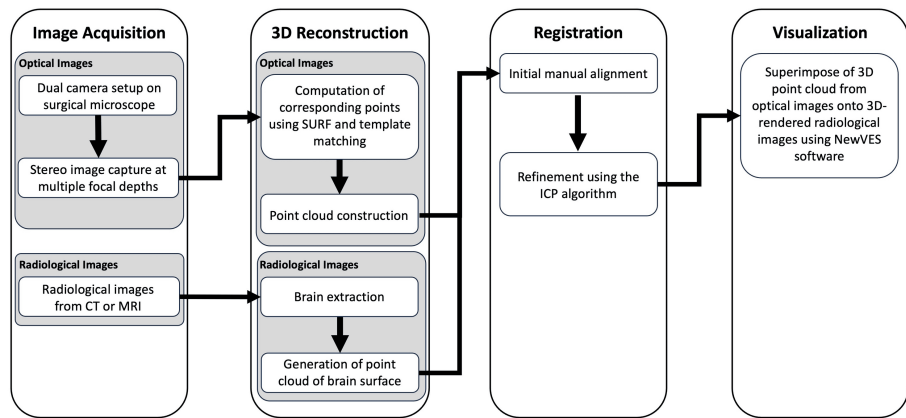 Image Acquisition
Optical Images
Dual camera setup on
surgical microscope
Stereo image capture at
multiple focal depths
Radiological Images
Radiological images
from CT or MRI
3D Reconstruction
Optical Images
Computation of
corresponding points
using SURF and template
matching
Point cloud construction
Radiological Images
Brain extraction
Generation of point
cloud of brain surface
Registration
Initial manual alignment
Refinement using the
ICP algorithm
Visualization
Superimpose of 3D
point cloud from
optical images onto 3D-
rendered radiological
images using NewVES
software